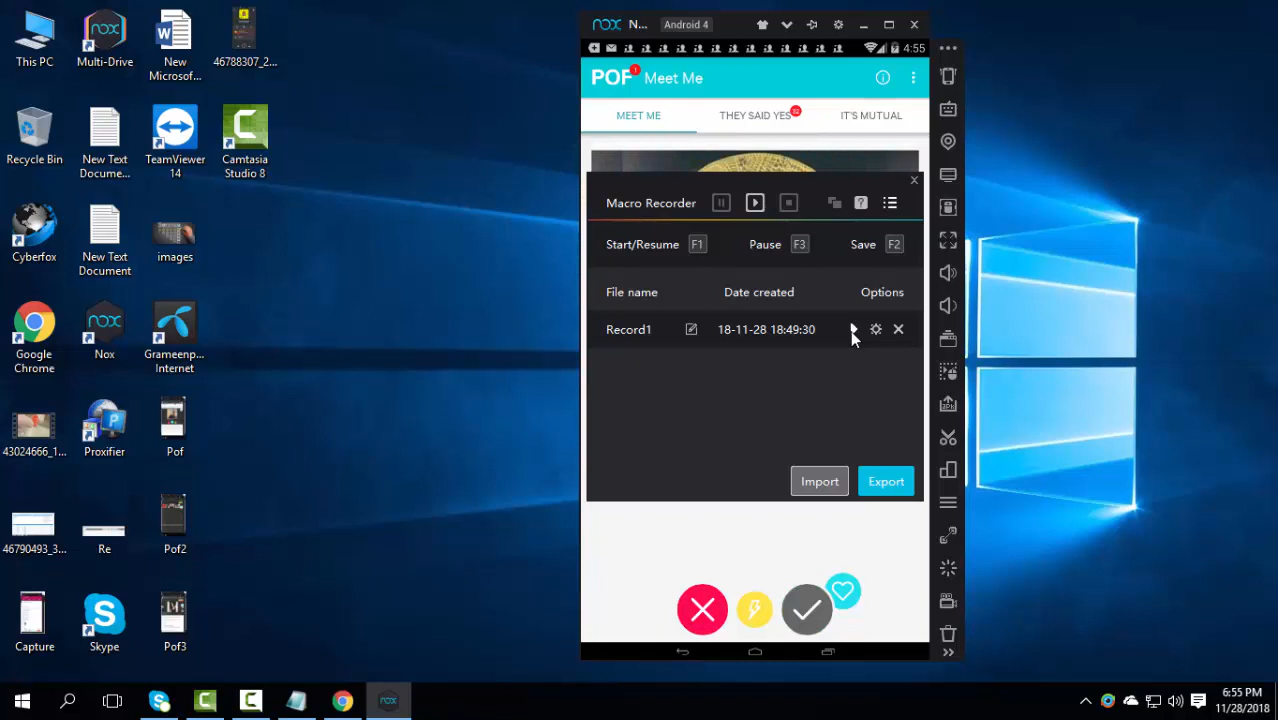 This PC
Multi-Drive
New
Microsof...
46788307_2...
Recycle Bin
New Text
Docume...
TeamViewer
14
Camtasia
Studio 8
Cyberfox
New Text
Document
images
Google
Chrome
Nox
Grameenp...
Internet
43024666_1...
Proxifier
Pof
46790493_3...
Re
Pof2
Capture
Skype
Pof3
nox N... Android 4
4:55
POF 1 Meet Me
MEET ME THEY SAID YES IT'S MUTUAL
Macro Recorder
Start/Resume F1 Pause F3 Save F2
File name Date created Options
Record1 18-11-28 18:49:30
Import Export
6:55 PM
11/28/2018